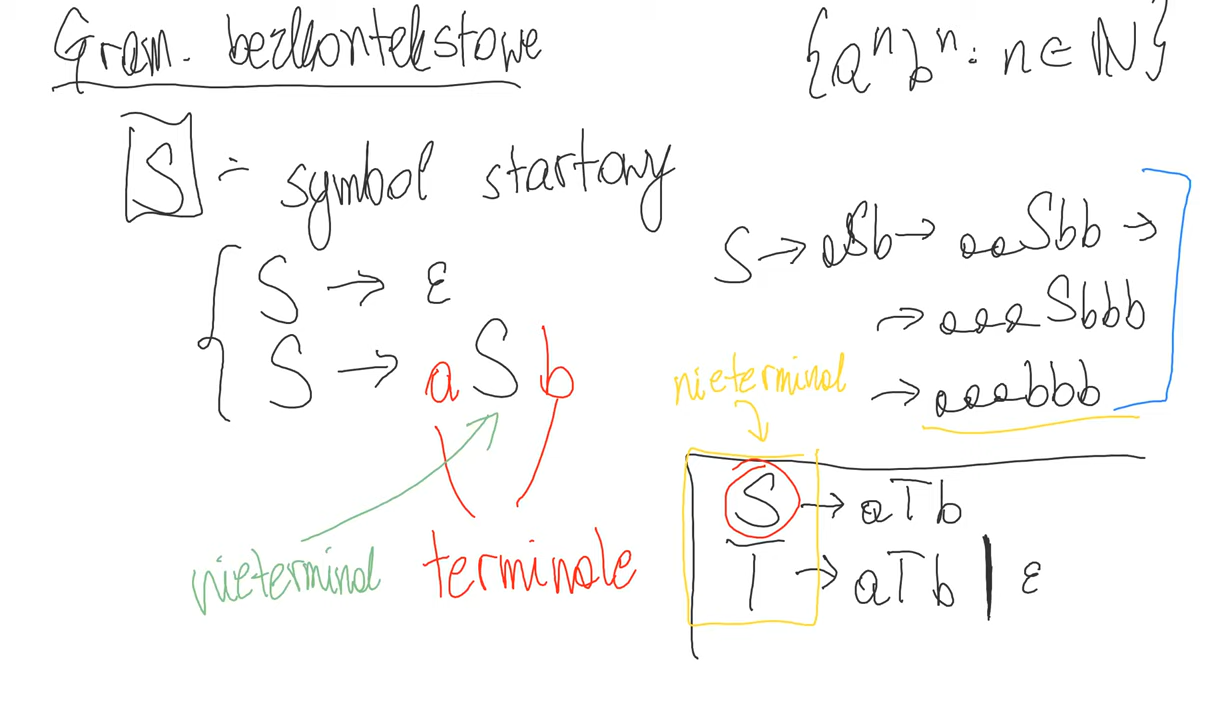 Gram. bezkontekstowe
{aⁿbⁿ: n ∈ ℕ}
S - symbol startowy
S → ε
S → aSb
nieterminal
terminale
S → aSb → aaSbb →
→ aaaSbbb
→ aaabbb
nieterminal
S → aTb
T → aTb | ε